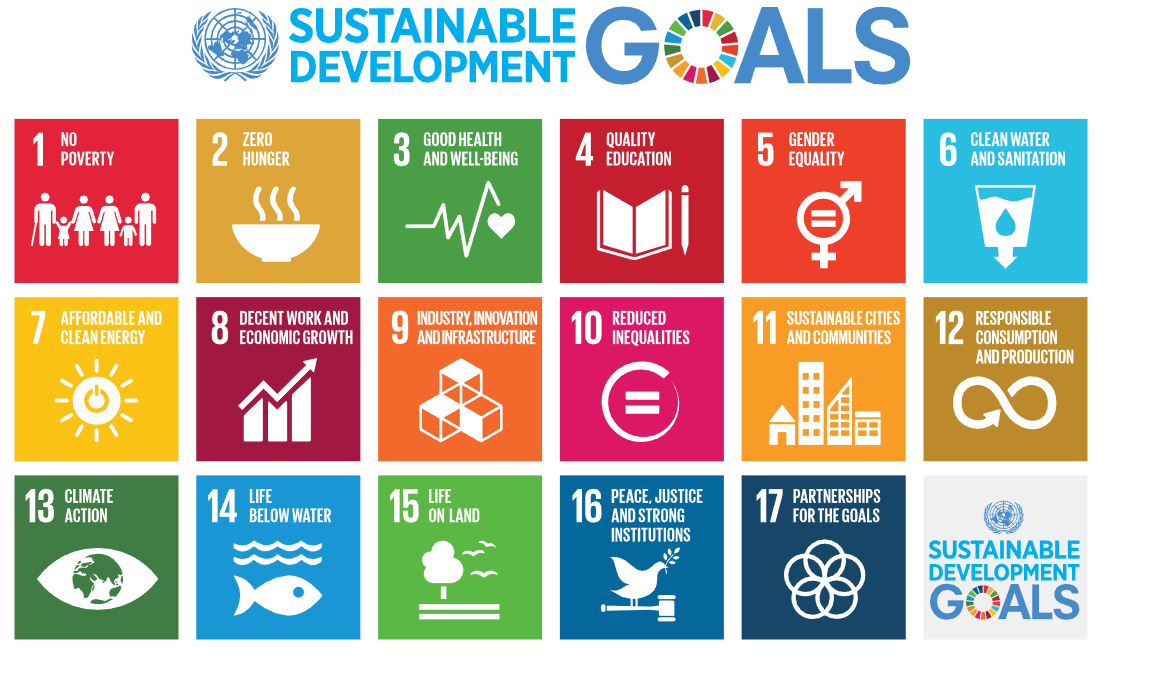 SUSTAINABLE
DEVELOPMENT
GOALS
1 NO
POVERTY
2 ZERO
HUNGER
3 GOOD HEALTH
AND WELL-BEING
4 QUALITY
EDUCATION
5 GENDER
EQUALITY
6 CLEAN WATER
AND SANITATION
7 AFFORDABLE AND
CLEAN ENERGY
8 DECENT WORK AND
ECONOMIC GROWTH
9 INDUSTRY, INNOVATION
AND INFRASTRUCTURE
10 REDUCED
INEQUALITIES
11 SUSTAINABLE CITIES
AND COMMUNITIES
12 RESPONSIBLE
CONSUMPTION
AND PRODUCTION
13 CLIMATE
ACTION
14 LIFE
BELOW WATER
15 LIFE
ON LAND
16 PEACE, JUSTICE
AND STRONG
INSTITUTIONS
17 PARTNERSHIPS
FOR THE GOALS
SUSTAINABLE
DEVELOPMENT
GOALS